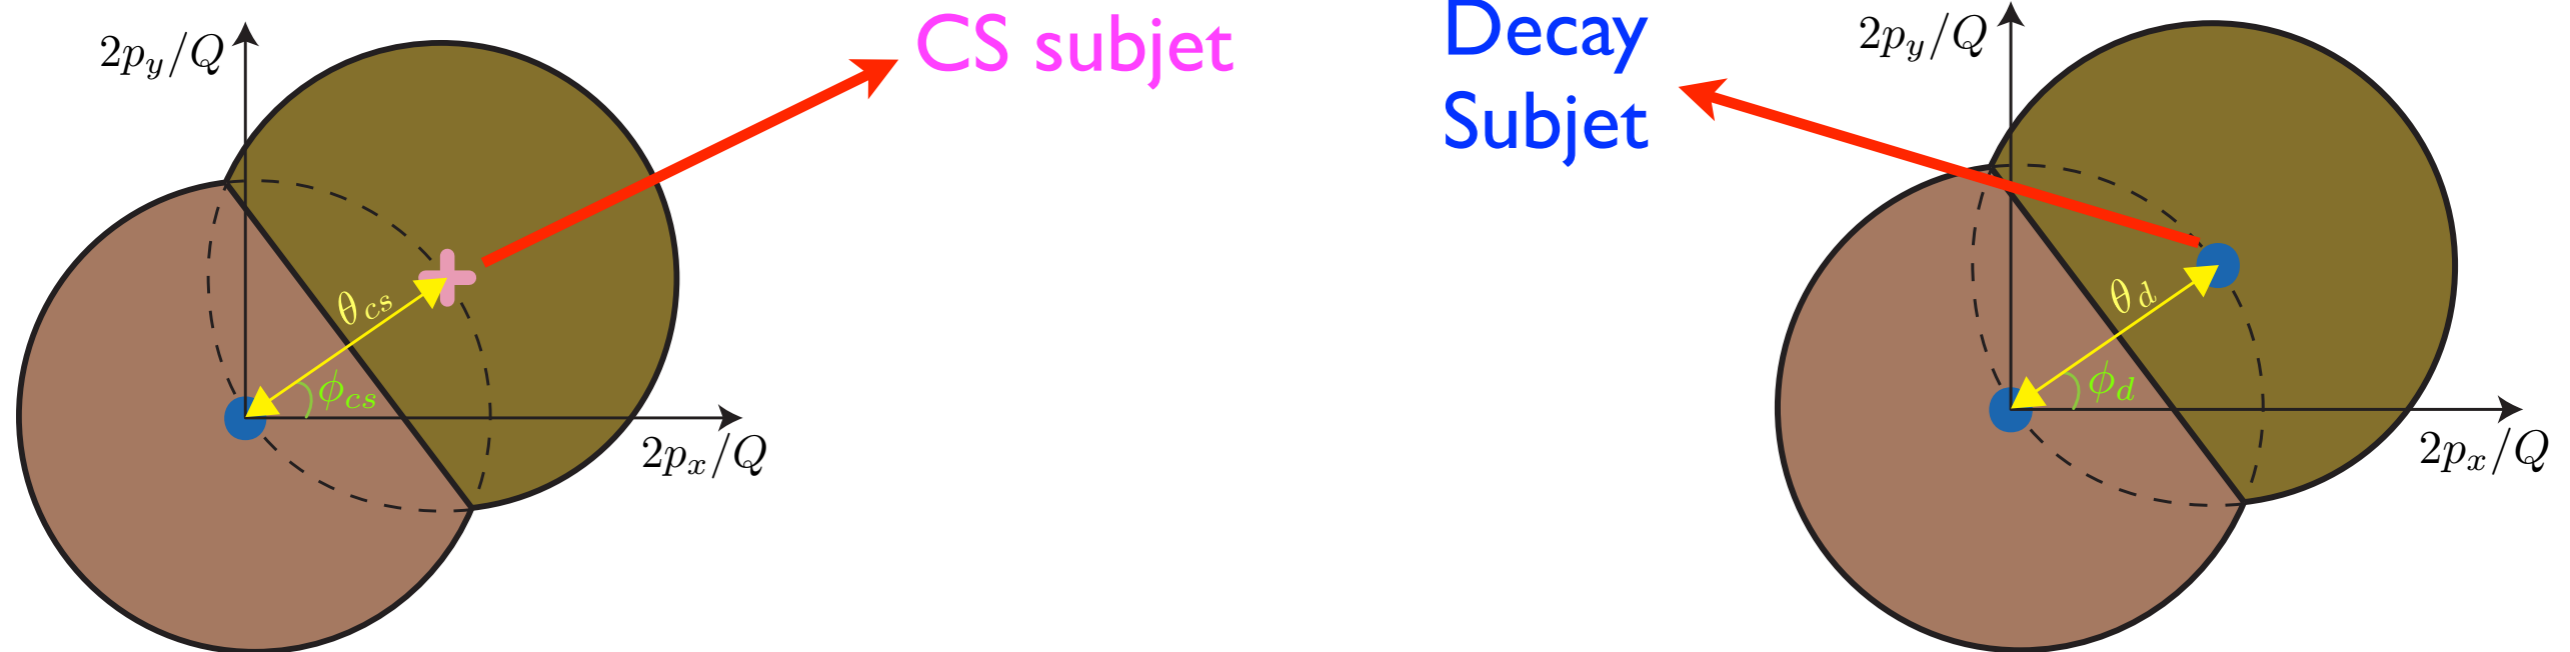 2p_y/Q
CS subjet
θ_cs
ϕ_cs
2p_x/Q
Decay
Subjet
2p_y/Q
θ_d
ϕ_d
2p_x/Q